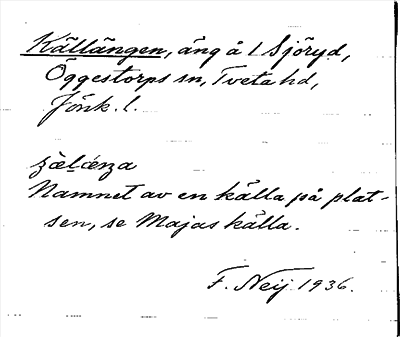 Källängen, äng å 1 Sjöryd,
Öggestorps sn, Tveta hd,
Jönk. l.
Namnet av en källa på plat-
sen, se Majas källa.
F. Neij 1936.